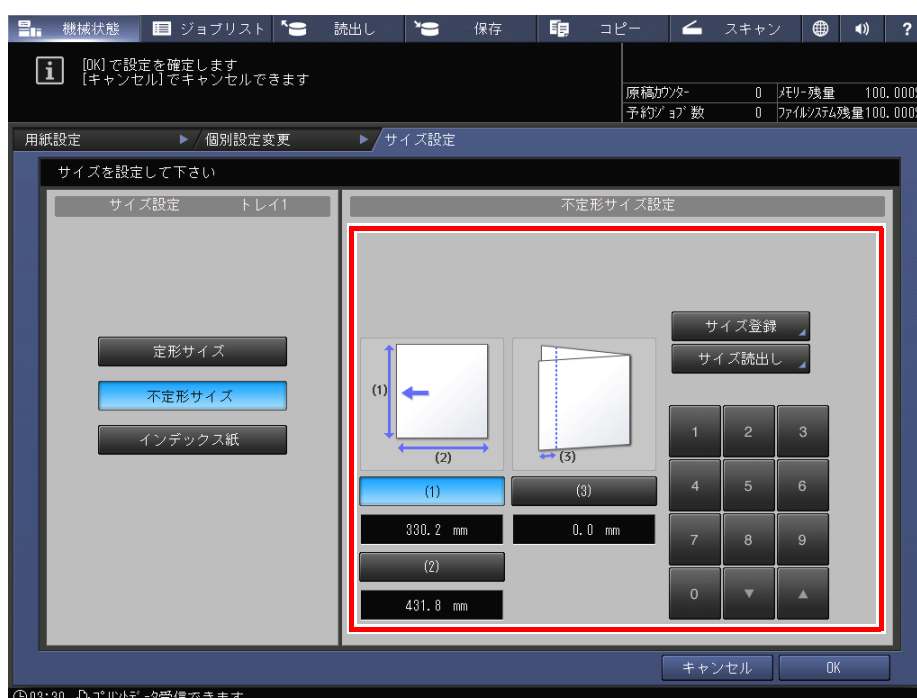 機械状態 ジョブリスト 読出し 保存 コピー スキャン ?
[OK]で設定を確定します
[キャンセル]でキャンセルできます
原稿ｶｳﾝﾀｰ 0 ﾒﾓﾘｰ残量 100.000%
予約ｼﾞｮﾌﾞ数 0 ﾌｧｲﾙｼｽﾃﾑ残量100.000%
用紙設定 個別設定変更 サイズ設定
サイズを設定して下さい
サイズ設定 トレイ1
不定形サイズ設定
定形サイズ
不定形サイズ
インデックス紙
サイズ登録
サイズ読出し
(1)
(2)
(3)
(1)
330.2 mm
(2)
431.8 mm
(3)
0.0 mm
1 2 3
4 5 6
7 8 9
0 ▼ ▲
キャンセル OK
03:30 ﾌﾟﾘﾝﾄﾃﾞｰﾀ受信できます